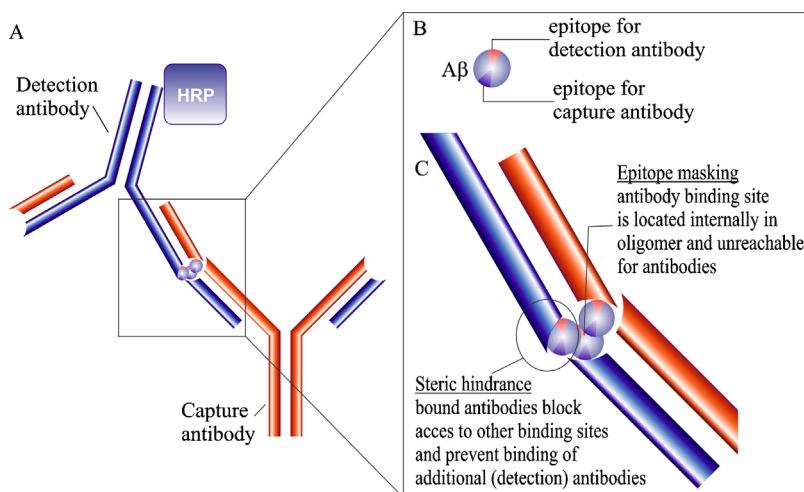 A
Detection
antibody
HRP
Capture
antibody
B
Aβ
epitope for
detection antibody
epitope for
capture antibody
C
Epitope masking
antibody binding site
is located internally in
oligomer and unreachable
for antibodies
Steric hindrance
bound antibodies block
acces to other binding sites
and prevent binding of
additional (detection) antibodies